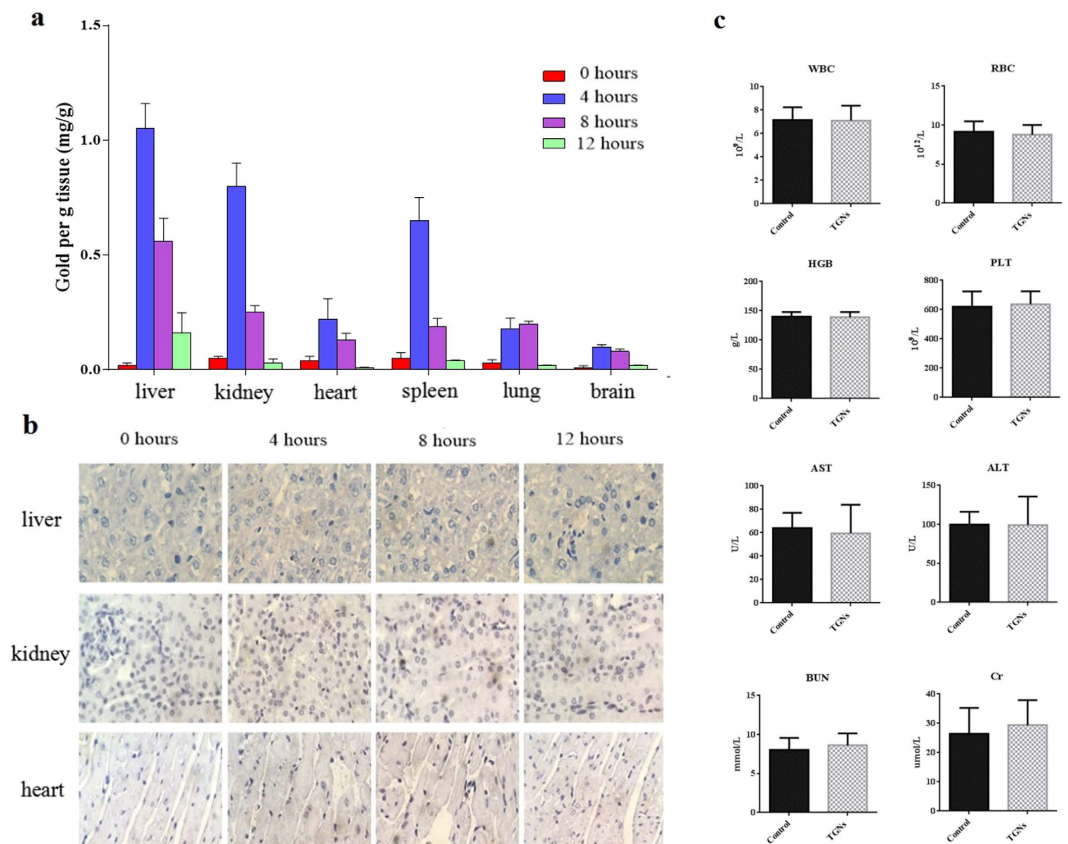 a
Gold per g tissue (mg/g)
1.5
1.0
0.5
0.0
0 hours
4 hours
8 hours
12 hours
liver kidney heart spleen lung brain
b
0 hours 4 hours 8 hours 12 hours
liver
kidney
heart
c
WBC
10⁹/L
10
8
6
4
2
0
Control TGNs
RBC
10¹²/L
15
10
5
0
Control TGNs
HGB
g/L
200
150
100
50
0
Control TGNs
PLT
10⁹/L
800
600
400
200
0
Control TGNs
AST
U/L
100
80
60
40
20
0
Control TGNs
ALT
U/L
150
100
50
0
Control TGNs
BUN
mmol/L
15
10
5
0
Control TGNs
Cr
umol/L
40
30
20
10
0
Control TGNs